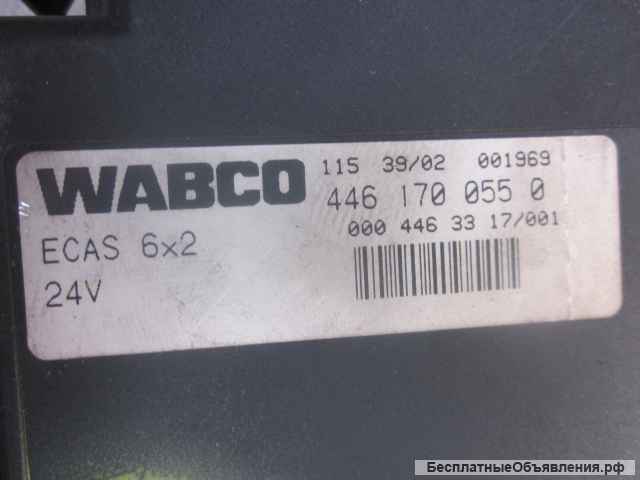 WABCO
115 39/02 001969
446 170 055 0
000 446 33 17/001
ECAS 6x2
24V
БесплатныеОбъявления.рф